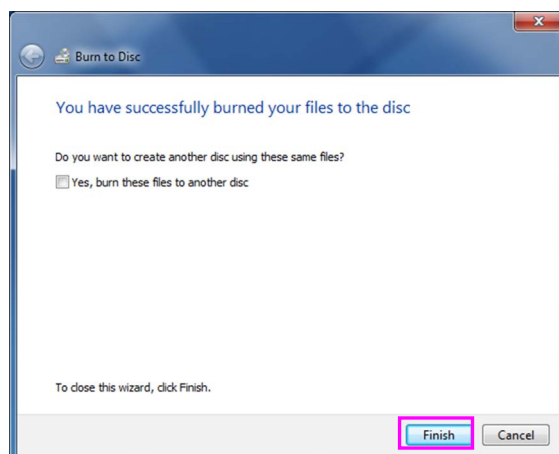 Burn to Disc
You have successfully burned your files to the disc
Do you want to create another disc using these same files?
Yes, burn these files to another disc
To close this wizard, click Finish.
Finish Cancel